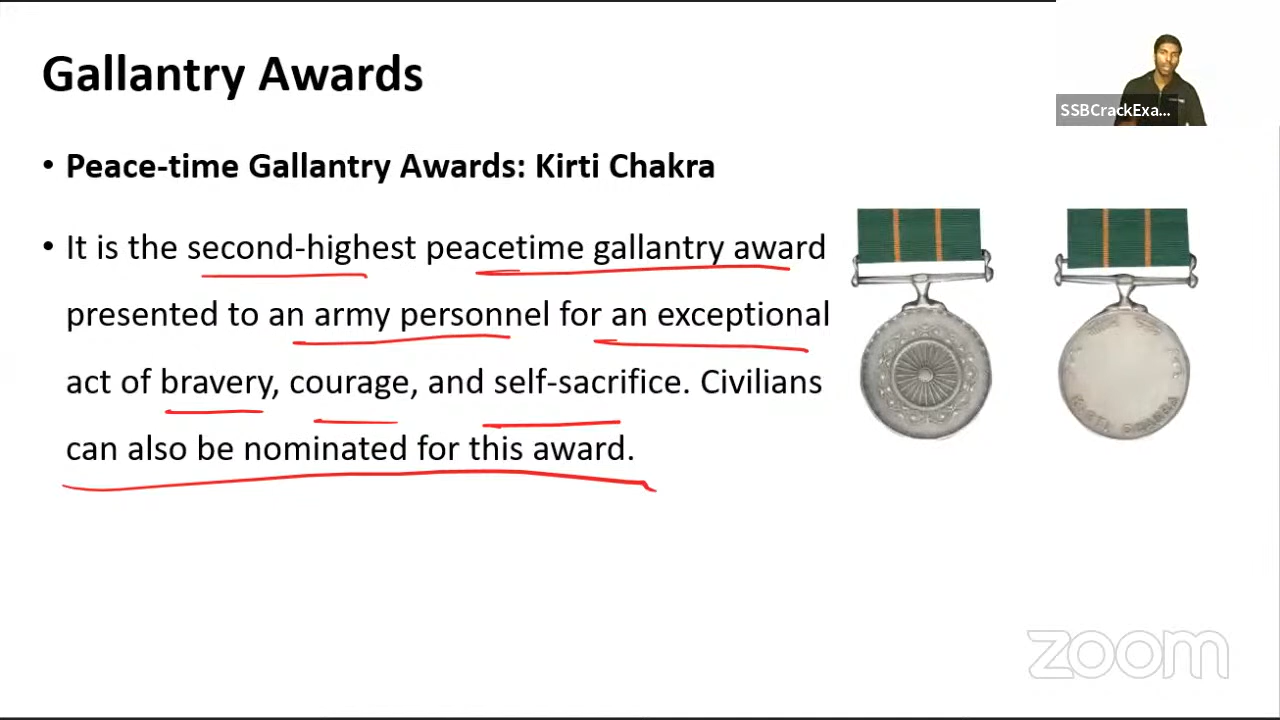 Gallantry Awards
SSBCrackExa...
• Peace-time Gallantry Awards: Kirti Chakra
• It is the second-highest peacetime gallantry award
presented to an army personnel for an exceptional
act of bravery, courage, and self-sacrifice. Civilians
can also be nominated for this award.
KIRTI CHAKRA
zoom